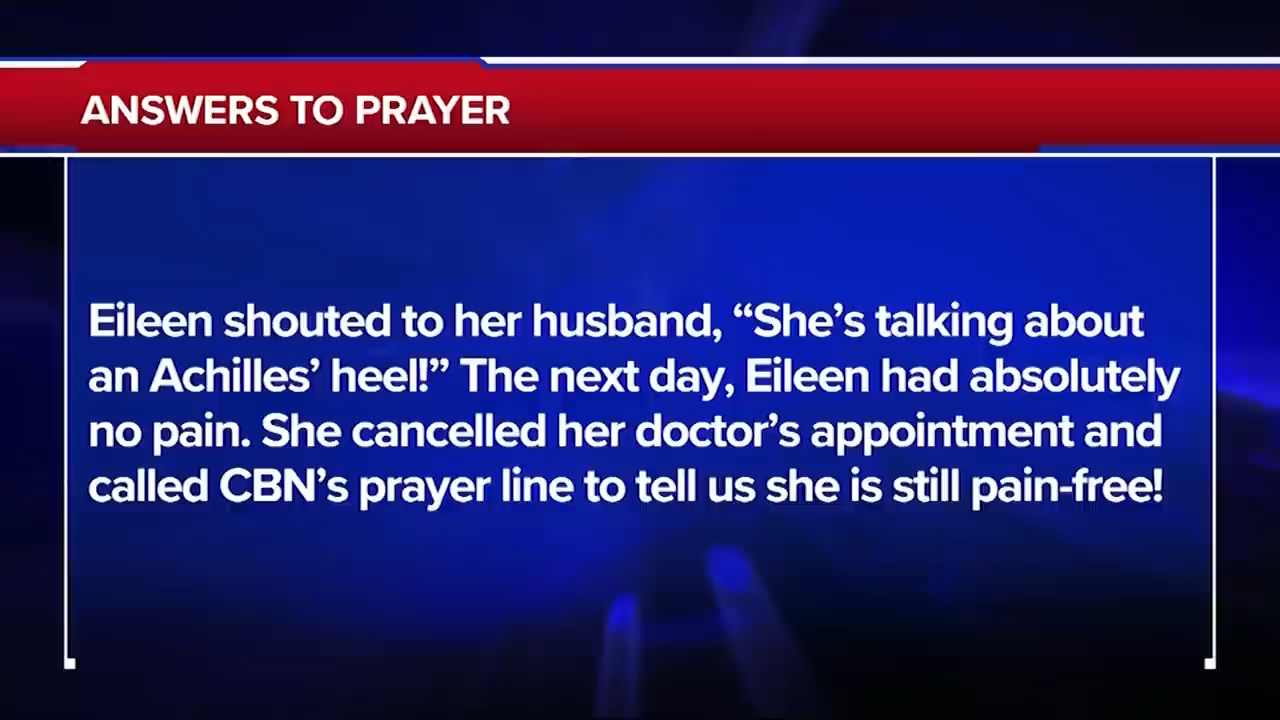 ANSWERS TO PRAYER
Eileen shouted to her husband, “She’s talking about
an Achilles’ heel!” The next day, Eileen had absolutely
no pain. She cancelled her doctor’s appointment and
called CBN’s prayer line to tell us she is still pain-free!